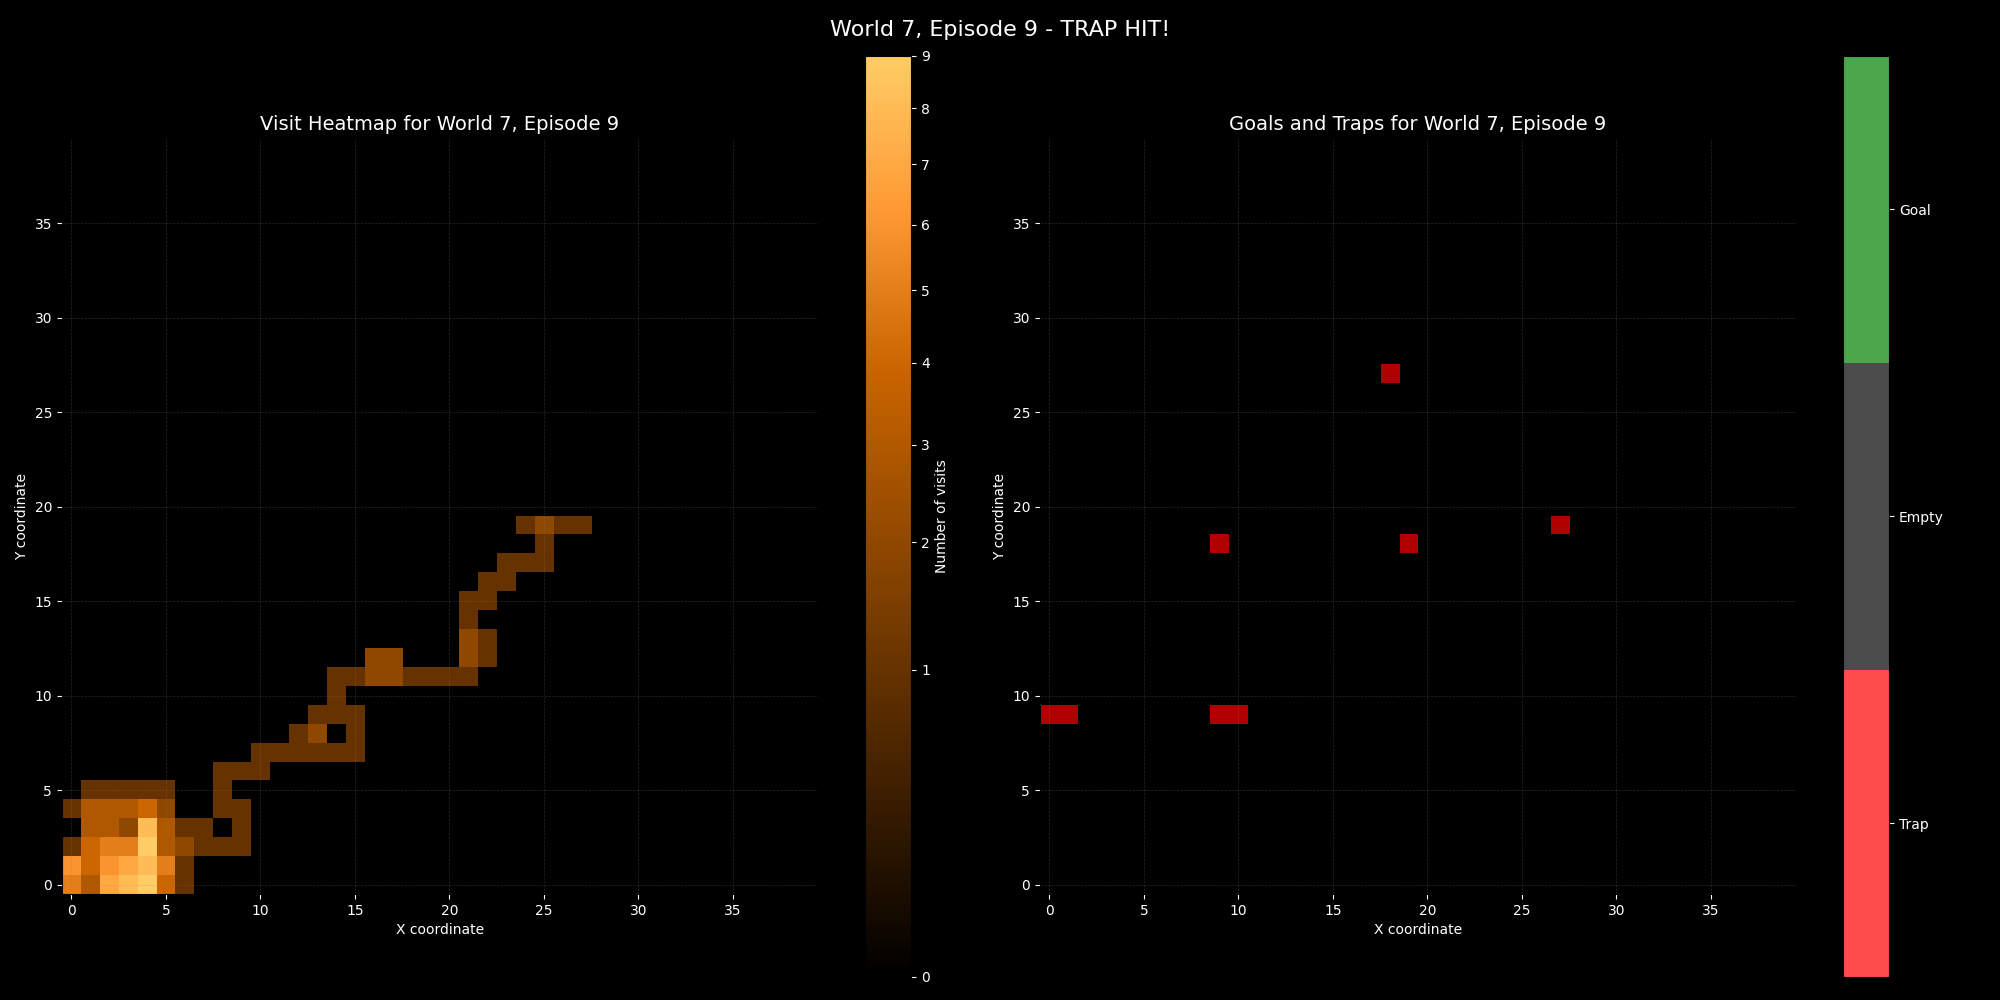 World 7, Episode 9 - TRAP HIT!
Visit Heatmap for World 7, Episode 9
Y coordinate
35
30
25
20
15
10
5
0
0 5 10 15 20 25 30 35
X coordinate
9
8
7
6
5
4
3
2
1
0
Number of visits
Goals and Traps for World 7, Episode 9
Y coordinate
35
30
25
20
15
10
5
0
0 5 10 15 20 25 30 35
X coordinate
Goal
Empty
Trap